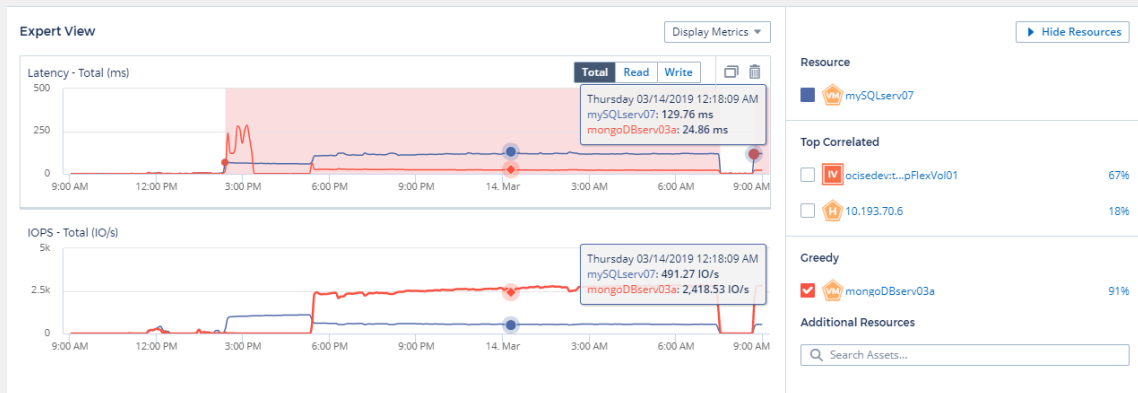 Expert View
Display Metrics
Latency - Total (ms)
Total Read Write
500
250
0
Thursday 03/14/2019 12:18:09 AM
mySQLserv07: 129.76 ms
mongoDBserv03a: 24.86 ms
9:00 AM 12:00 PM 3:00 PM 6:00 PM 9:00 PM 14. Mar 3:00 AM 6:00 AM 9:00 AM
IOPS - Total (IO/s)
5k
2.5k
0
Thursday 03/14/2019 12:18:09 AM
mySQLserv07: 491.27 IO/s
mongoDBserv03a: 2,418.53 IO/s
9:00 AM 12:00 PM 3:00 PM 6:00 PM 9:00 PM 14. Mar 3:00 AM 6:00 AM 9:00 AM
Hide Resources
Resource
VM mySQLserv07
Top Correlated
IV ocisedev:t...pFlexVol01 67%
H 10.193.70.6 18%
Greedy
VM mongoDBserv03a 91%
Additional Resources
Search Assets...